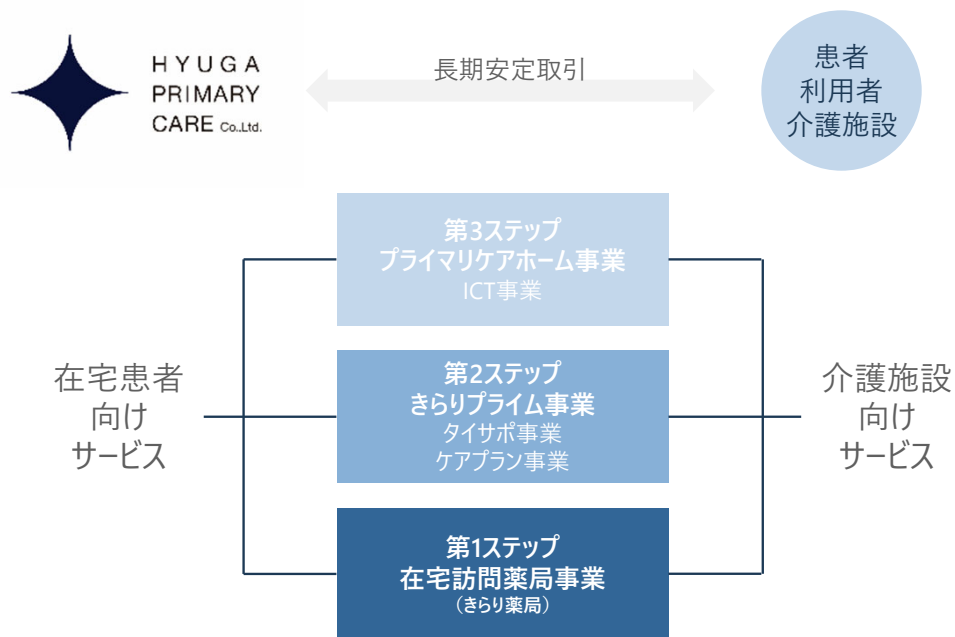 HYUGA
PRIMARY
CARE Co.,Ltd.
長期安定取引
患者
利用者
介護施設
第3ステップ
プライマリケアホーム事業
ICT事業
在宅患者
向け
サービス
第2ステップ
きらりプライム事業
タイサポ事業
ケアプラン事業
介護施設
向け
サービス
第1ステップ
在宅訪問薬局事業
（きらり薬局）